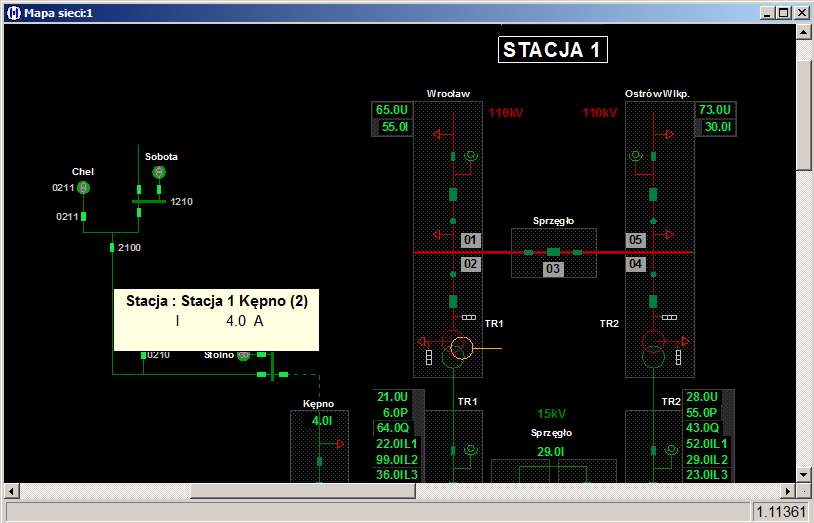 Mapa sieci:1
STACJA 1
Wrocław
Ostrów Wlkp.
65.0U
55.0I
110kV
110kV
73.0U
30.0I
Sobota
Chel
0211
0211
1210
2100
Sprzęgło
01
02
03
05
04
Stacja : Stacja 1 Kępno (2)
I 4.0 A
0210
Stolno
TR1
TR2
Kępno
4.0I
21.0U
6.0P
64.0Q
22.0IL1
99.0IL2
36.0IL3
TR1
15kV
Sprzęgło
29.0I
TR2
28.0U
55.0P
43.0Q
52.0IL1
29.0IL2
23.0IL3
1.11361